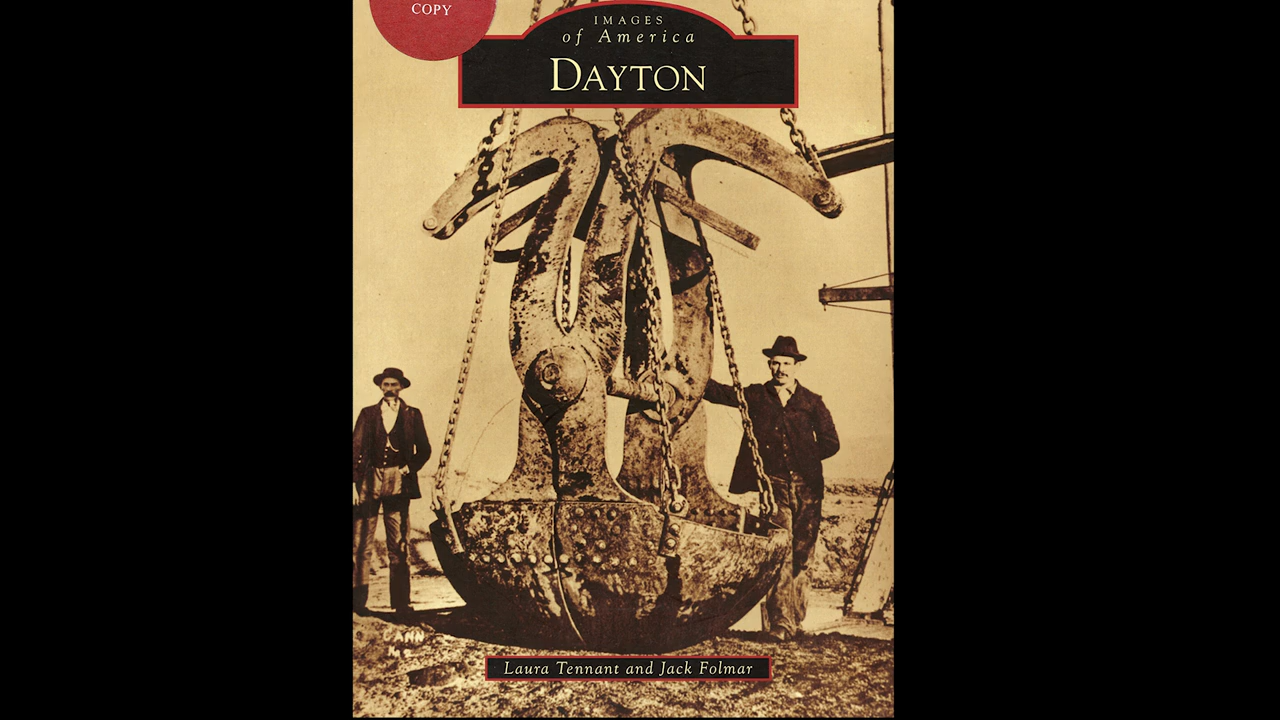 COPY
IMAGES
of America
DAYTON
Laura Tennant and Jack Folmar